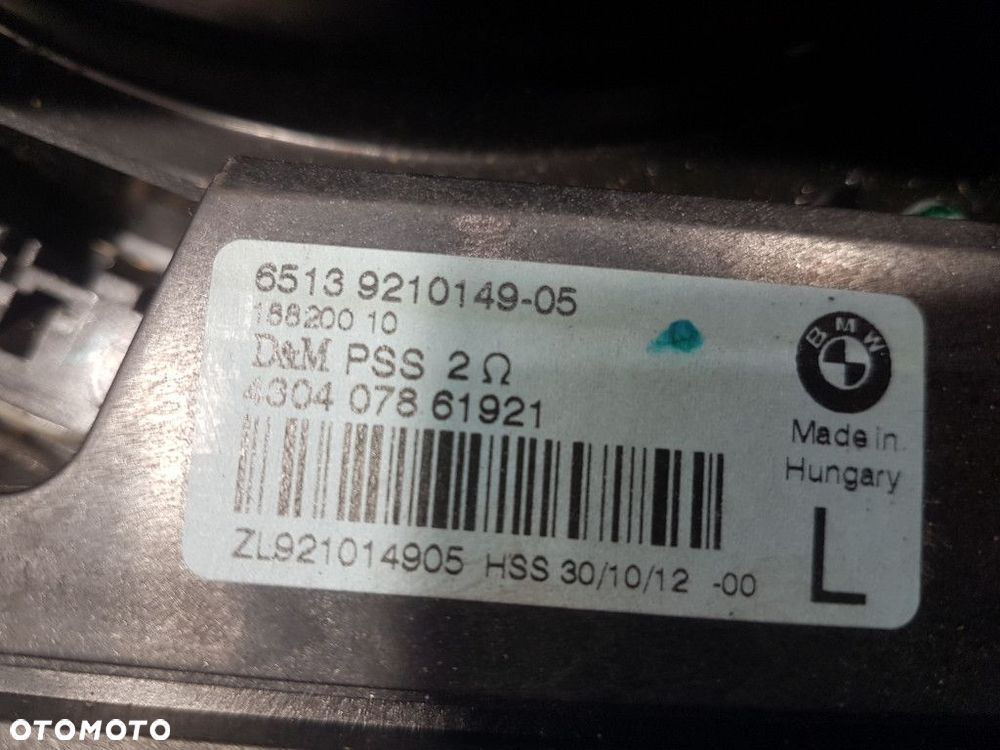 6513 9210149-05
188200 10
D&M PSS 2 Ω
4304 078 61921
ZL921014905 HSS 30/10/12 -00
BMW
Made in
Hungary
L
OTOMOTO